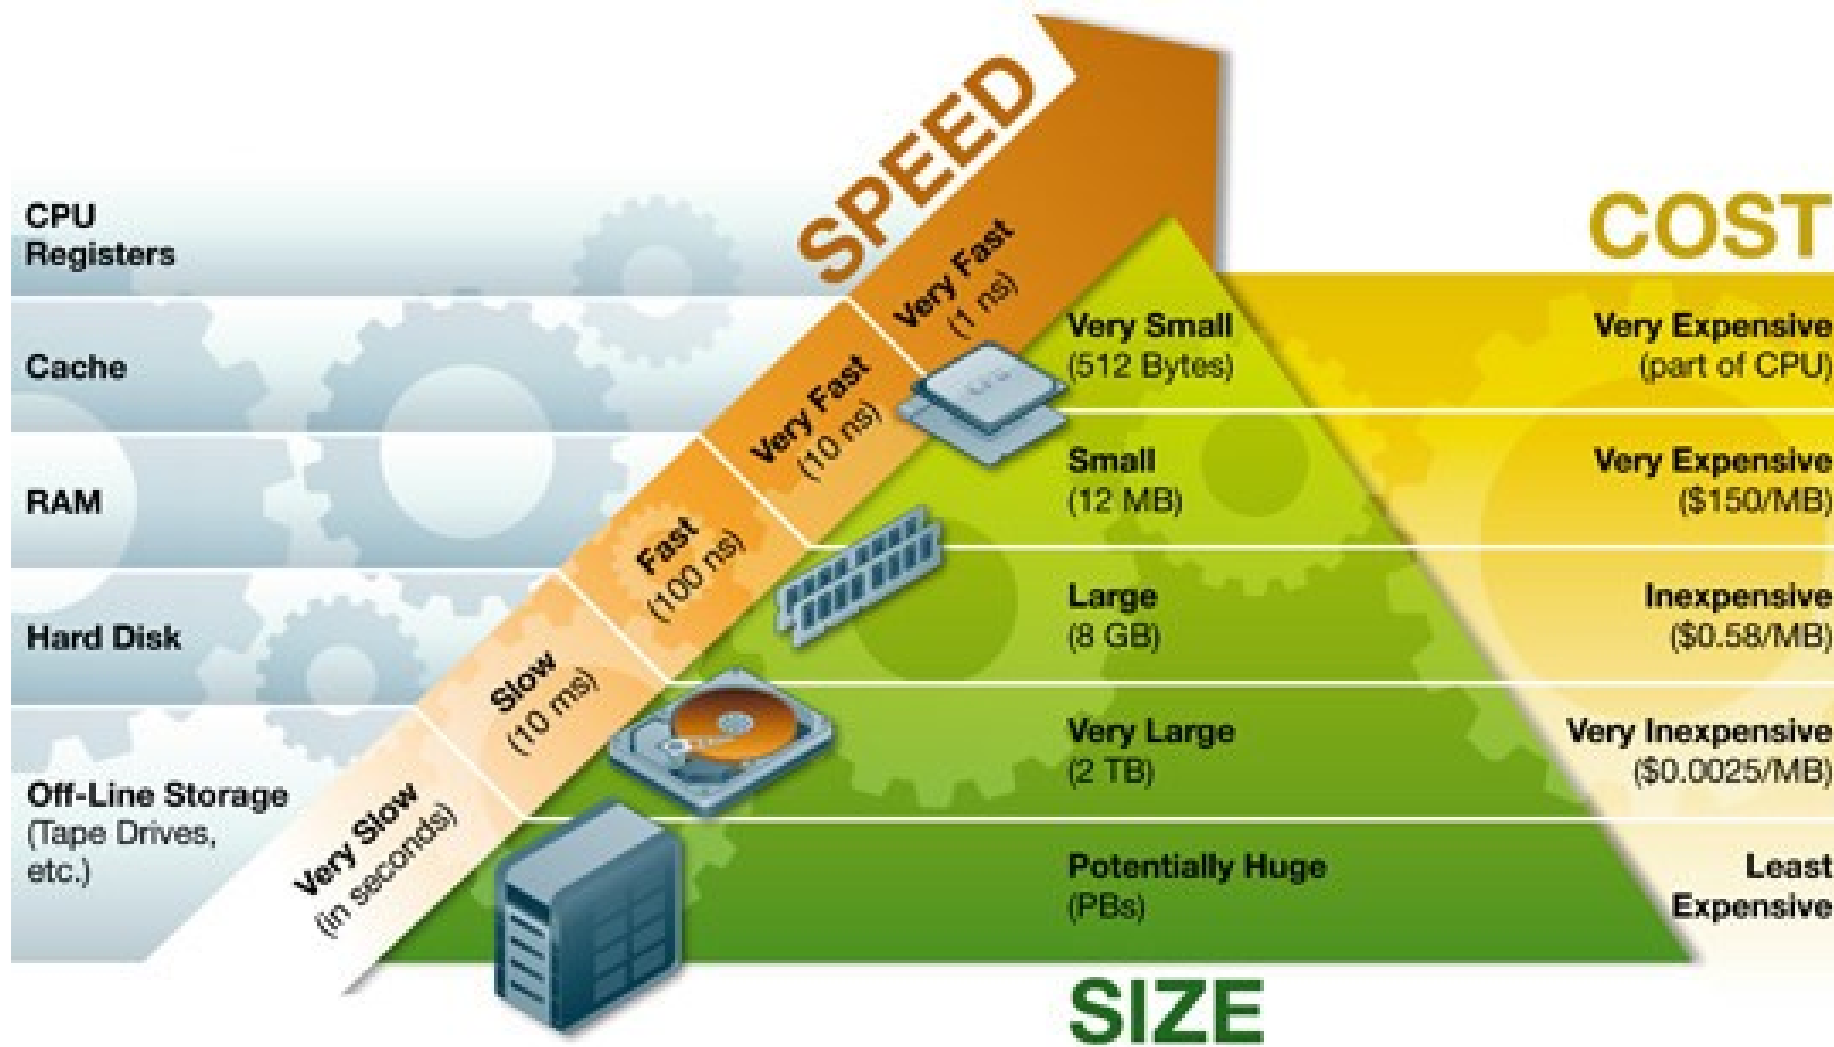 SPEED
COST
CPU
Registers
Very Fast
(1 ns)
Very Small
(512 Bytes)
Very Expensive
(part of CPU)
Cache
Very Fast
(10 ns)
Small
(12 MB)
Very Expensive
($150/MB)
RAM
Fast
(100 ns)
Large
(8 GB)
Inexpensive
($0.58/MB)
Hard Disk
Slow
(10 ms)
Very Large
(2 TB)
Very Inexpensive
($0.0025/MB)
Off-Line Storage
(Tape Drives,
etc.)
Very Slow
(in seconds)
Potentially Huge
(PBs)
Least
Expensive
SIZE